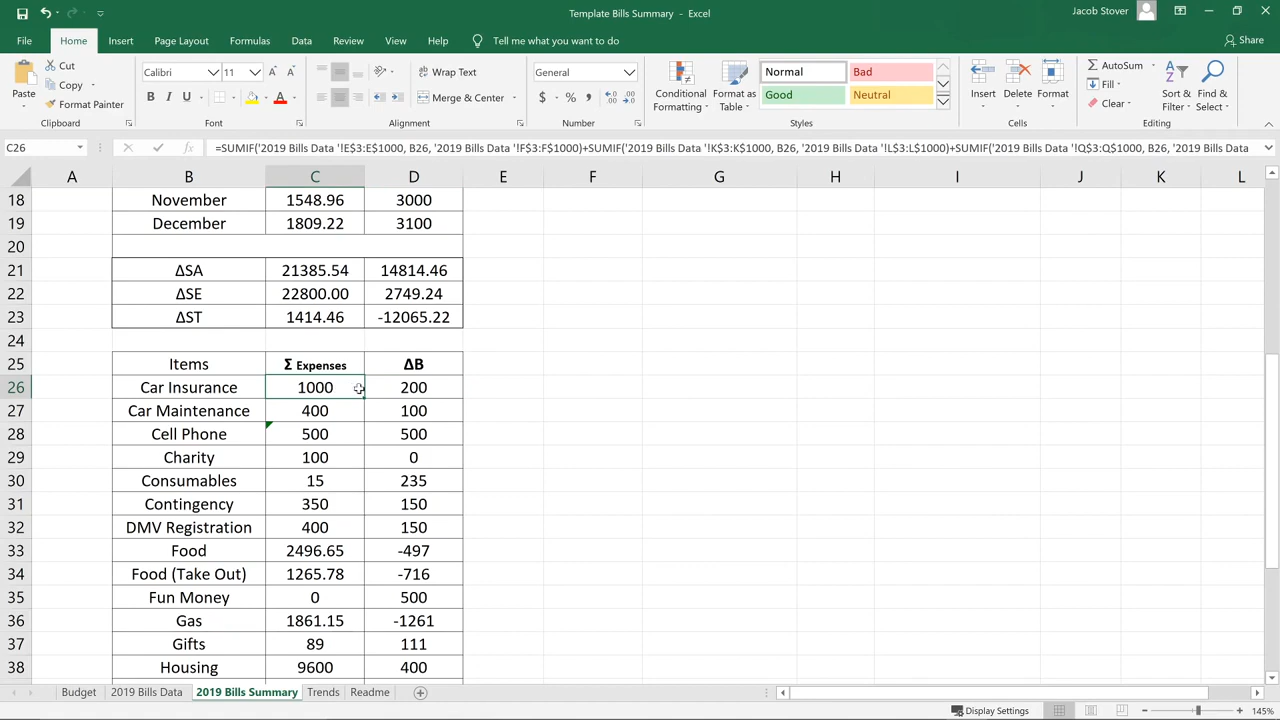 Template Bills Summary - Excel
Jacob Stover
File Home Insert Page Layout Formulas Data Review View Help Tell me what you want to do Share
Paste
Cut
Copy
Format Painter
Clipboard
Calibri 11
B I U
Font
Wrap Text
Merge & Center
Alignment
General
$ % ,
Number
Conditional Formatting
Format as Table
Normal Bad
Good Neutral
Styles
Insert Delete Format
Cells
AutoSum
Fill
Clear
Sort & Filter
Find & Select
Editing
C26 fx =SUMIF('2019 Bills Data '!E$3:E$1000, B26, '2019 Bills Data '!F$3:F$1000)+SUMIF('2019 Bills Data '!K$3:K$1000, B26, '2019 Bills Data '!L$3:L$1000)+SUMIF('2019 Bills Data '!Q$3:Q$1000, B26, '2019 Bills Data
A B C D E F G H I J K L
18 November 1548.96 3000
19 December 1809.22 3100
20
21 ΔSA 21385.54 14814.46
22 ΔSE 22800.00 2749.24
23 ΔST 1414.46 -12065.22
24
25 Items Σ Expenses ΔB
26 Car Insurance 1000 200
27 Car Maintenance 400 100
28 Cell Phone 500 500
29 Charity 100 0
30 Consumables 15 235
31 Contingency 350 150
32 DMV Registration 400 150
33 Food 2496.65 -497
34 Food (Take Out) 1265.78 -716
35 Fun Money 0 500
36 Gas 1861.15 -1261
37 Gifts 89 111
38 Housing 9600 400
Budget 2019 Bills Data 2019 Bills Summary Trends Readme
Display Settings 145%